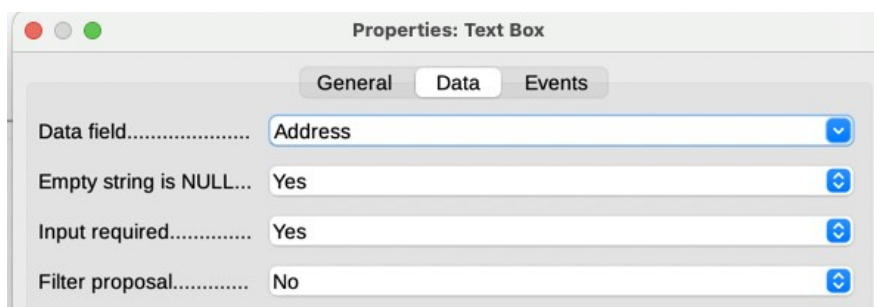 Properties: Text Box
General Data Events
Data field..................... Address
Empty string is NULL... Yes
Input required.............. Yes
Filter proposal............. No